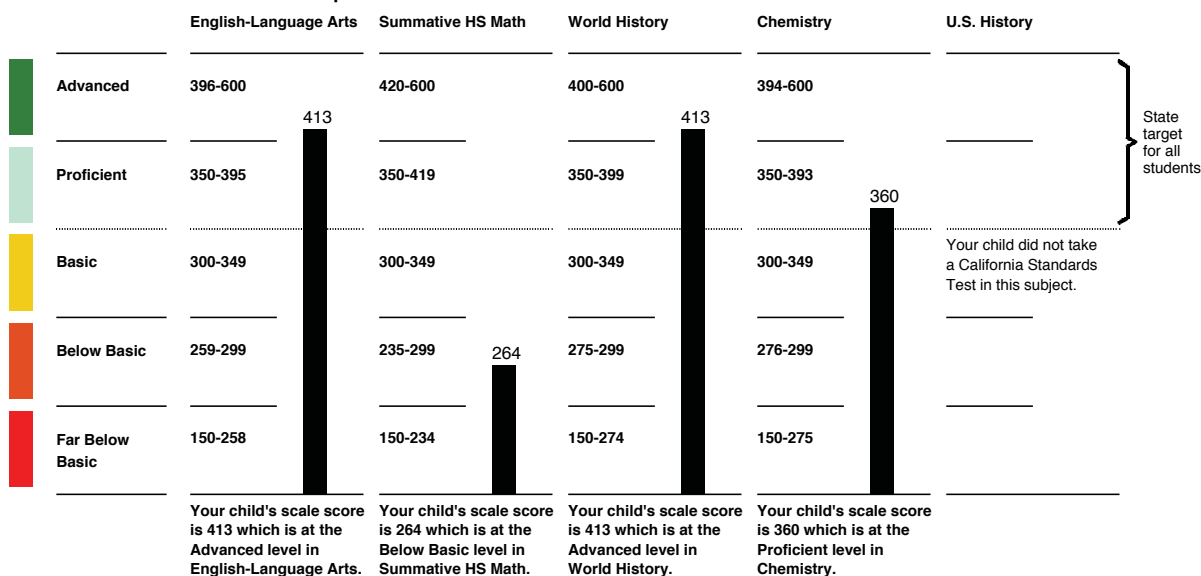 English-Language Arts Summative HS Math World History Chemistry U.S. History
Advanced 396-600 420-600 400-600 394-600
413 413
State
target
for all
students
Proficient 350-395 350-419 350-399 350-393
360
Basic 300-349 300-349 300-349 300-349
Your child did not take
a California Standards
Test in this subject.
Below Basic 259-299 235-299 275-299 276-299
264
Far Below
Basic
150-258 150-234 150-274 150-275
Your child's scale score
is 413 which is at the
Advanced level in
English-Language Arts.
Your child's scale score
is 264 which is at the
Below Basic level in
Summative HS Math.
Your child's scale score
is 413 which is at the
Advanced level in
World History.
Your child's scale score
is 360 which is at the
Proficient level in
Chemistry.